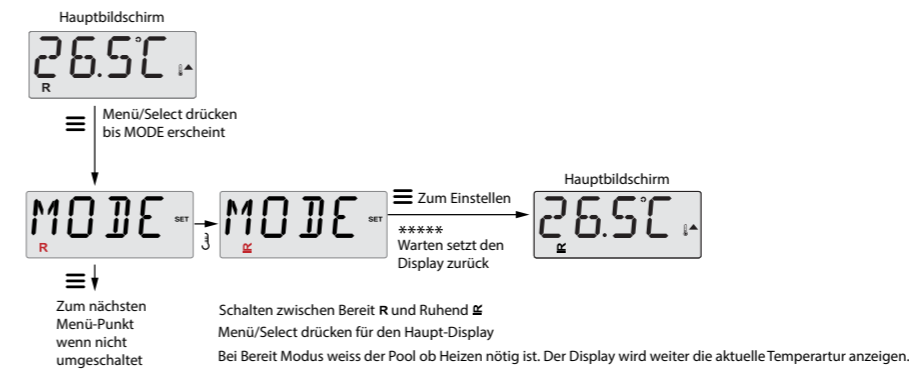 Hauptbildschirm
26.5°C
R
Menü/Select drücken
bis MODE erscheint
MODE SET
R
MODE SET
R
Zum Einstellen
*****
Warten setzt den
Display zurück
Hauptbildschirm
26.5°C
R
Zum nächsten
Menü-Punkt
wenn nicht
umgeschaltet
Schalten zwischen Bereit R und Ruhend R
Menü/Select drücken für den Haupt-Display
Bei Bereit Modus weiss der Pool ob Heizen nötig ist. Der Display wird weiter die aktuelle Temperartur anzeigen.